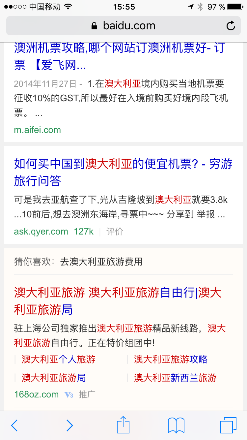 中国移动 15:55 97%
baidu.com
澳洲机票攻略,哪个网站订澳洲机票好- 订
票 【爱飞网...
2014年11月27日 - 1.在澳大利亚境内购买当地机票要
征收10%的GST,所以最好在入境前购买好境内段飞机
票。 ...
m.aifei.com
如何买中国到澳大利亚的便宜机票? - 穷游
旅行问答
可是我去亚航查了下,光从吉隆坡到澳大利亚就要3.8k
...10前后,想去澳洲东海岸,寻票中~~~ 分享到 举报 ...
ask.qyer.com 127k 评价
猜你喜欢： 去澳大利亚旅游费用
澳大利亚旅游 澳大利亚旅游自由行|澳大
利亚旅游局
驻上海公司独家推出澳大利亚旅游精品新线路，澳大
利亚旅游自由行。正在特价组团中!
澳大利亚个人旅游 澳大利亚旅游攻略
澳大利亚旅游局 澳大利亚新西兰旅游
168oz.com V3 推广